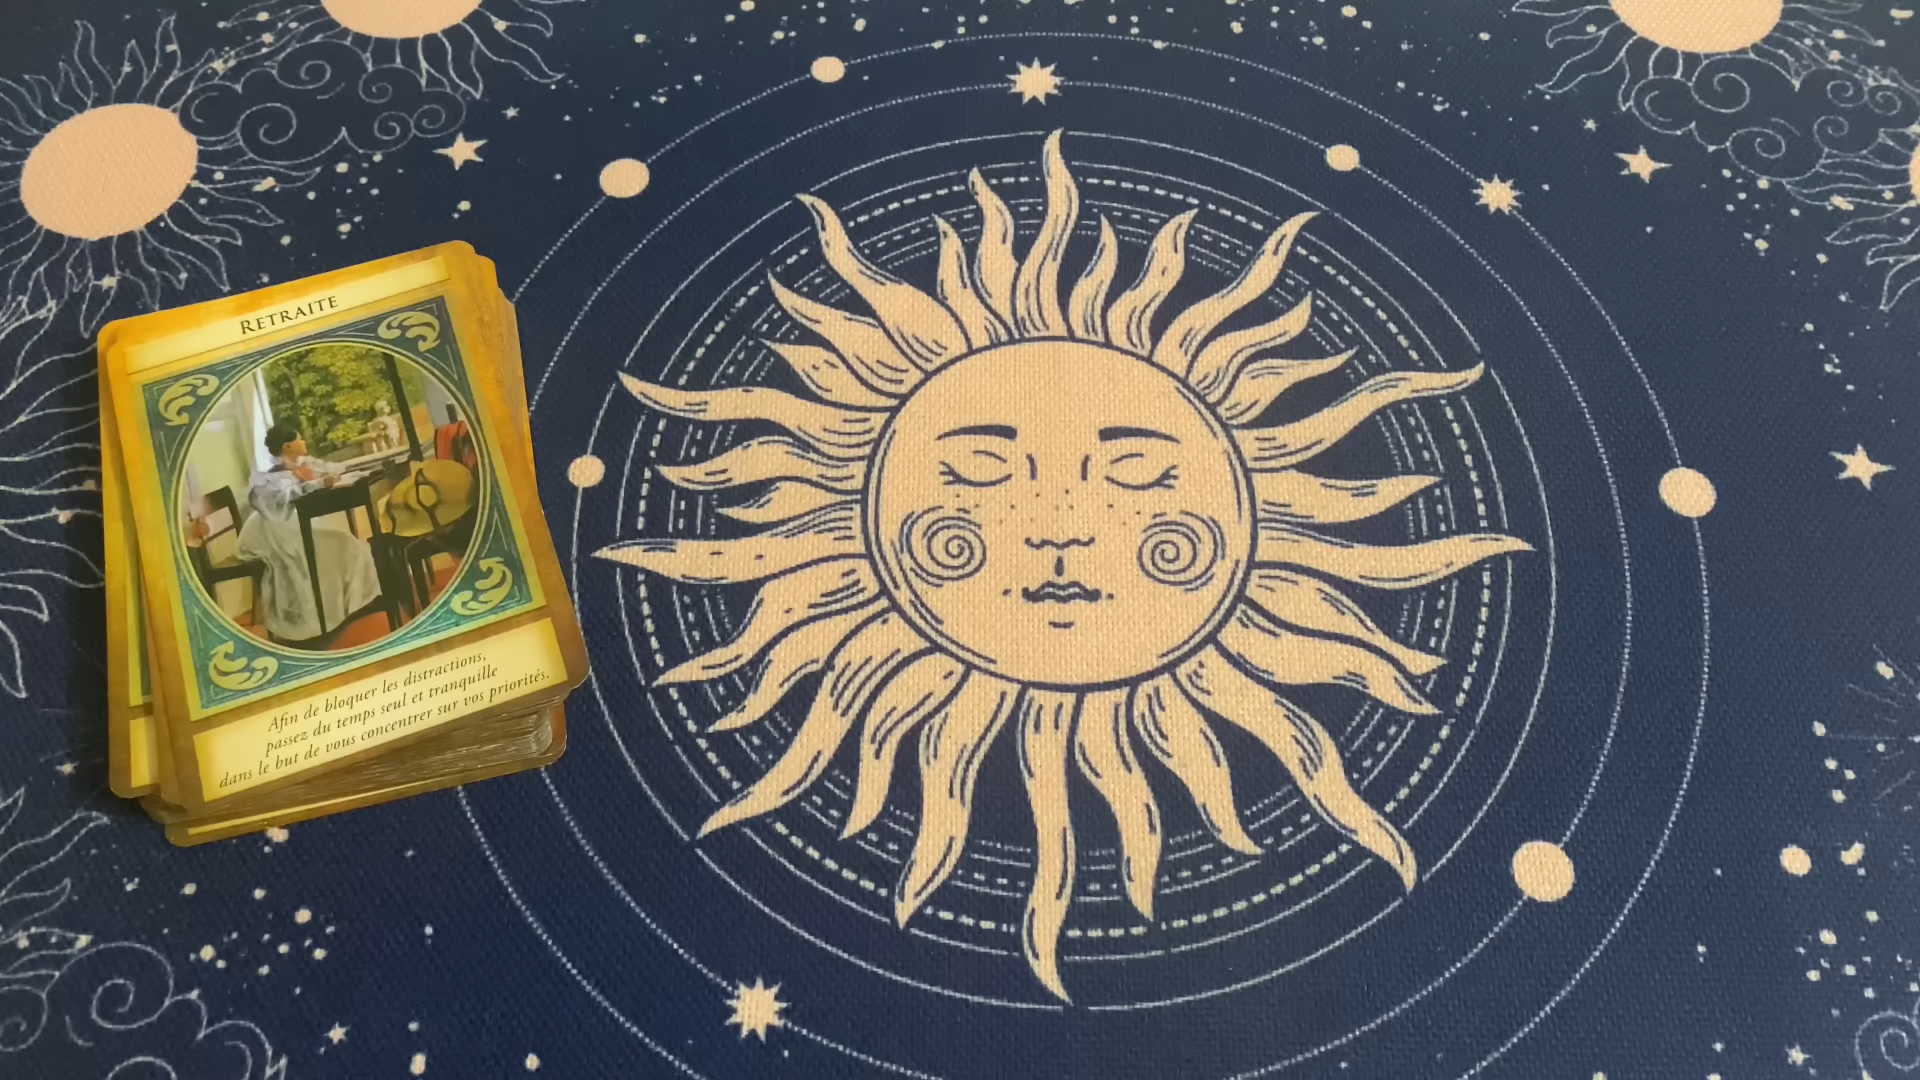 RETRAITE
Afin de bloquer les distractions,
passez du temps seul et tranquille
dans le but de vous concentrer sur vos priorités.